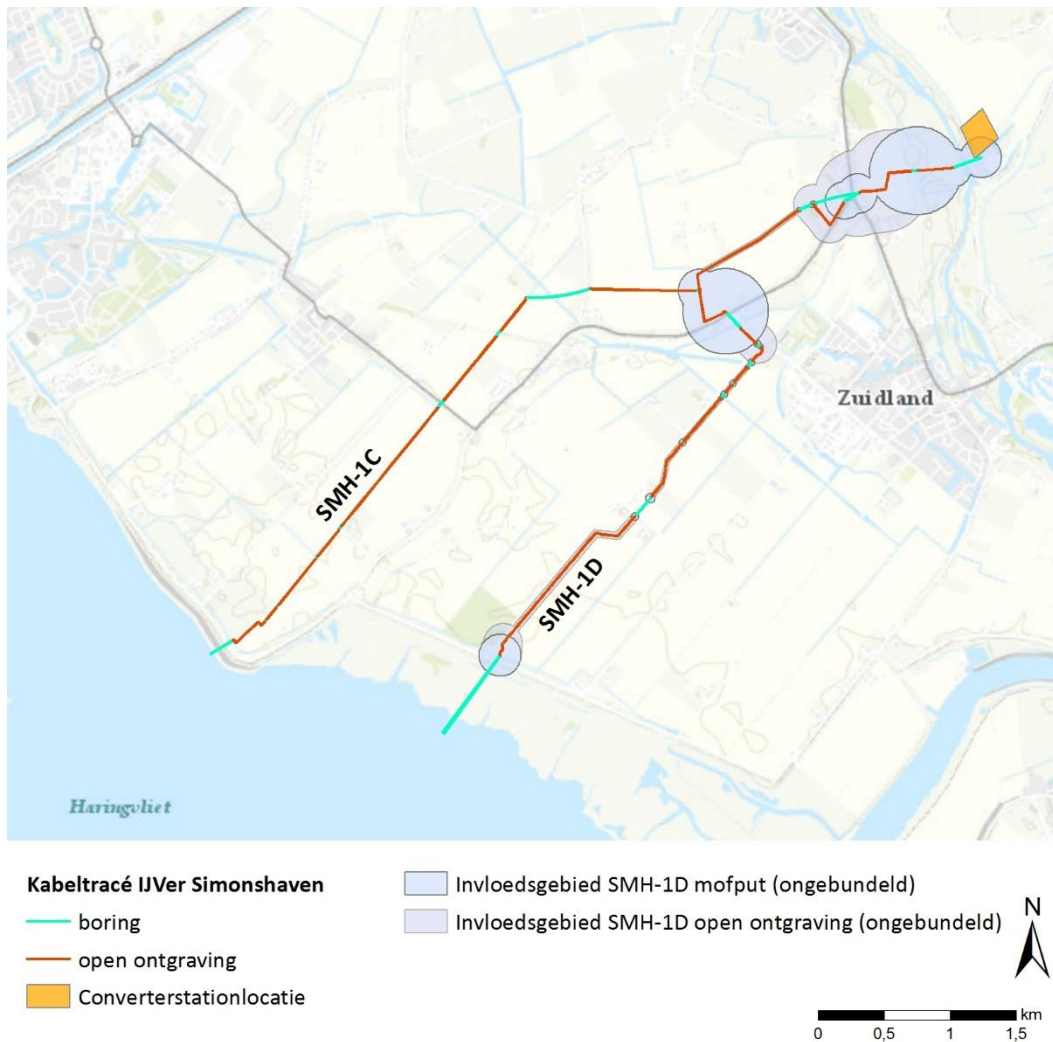 Zuidland
SMH-1C
SMH-1D
Haringvliet
Kabeltracé IJVer Simonshaven
boring
open ontgraving
Converterstationlocatie
Invloedsgebied SMH-1D mofput (ongebundeld)
Invloedsgebied SMH-1D open ontgraving (ongebundeld)
N
km
0 0,5 1 1,5